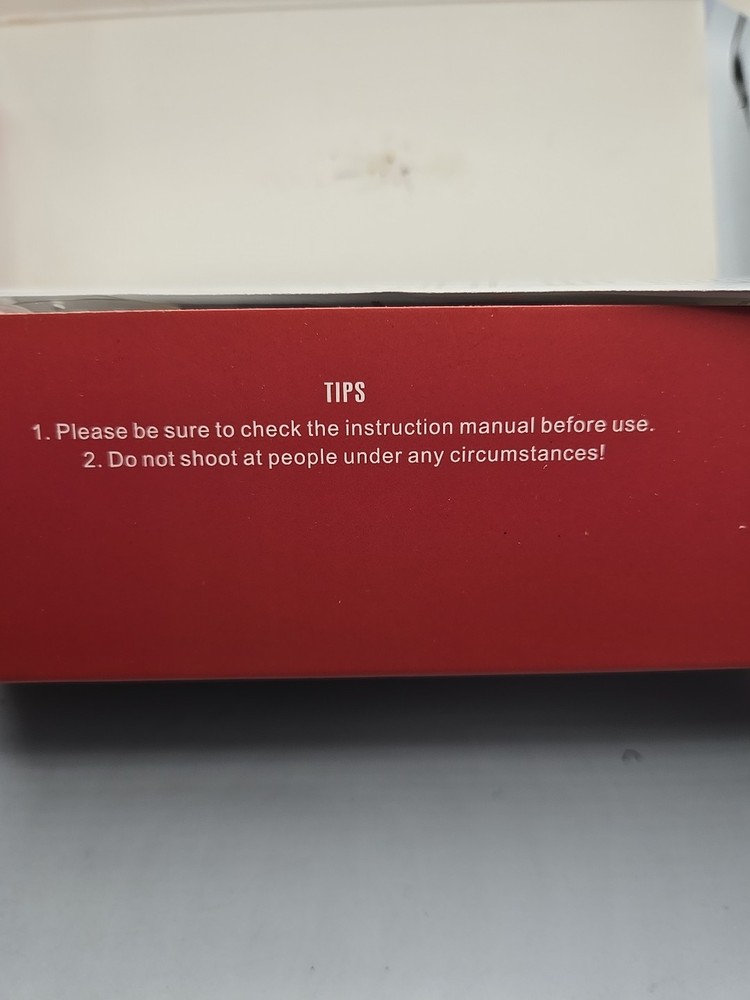 TIPS
1. Please be sure to check the instruction manual before use.
2. Do not shoot at people under any circumstances!